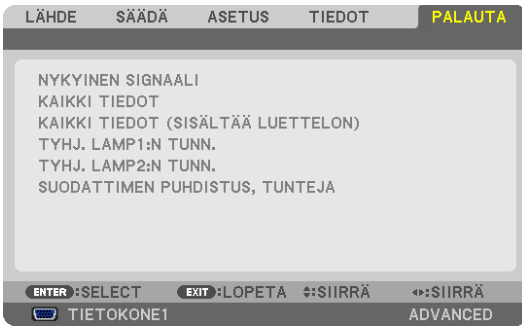 LÄHDE SÄÄDÄ ASETUS TIEDOT PALAUTA
NYKYINEN SIGNAALI
KAIKKI TIEDOT
KAIKKI TIEDOT (SISÄLTÄÄ LUETTELON)
TYHJ. LAMP1:N TUNN.
TYHJ. LAMP2:N TUNN.
SUODATTIMEN PUHDISTUS, TUNTEJA
ENTER :SELECT EXIT :LOPETA :SIIRRÄ :SIIRRÄ
TIETOKONE1 ADVANCED